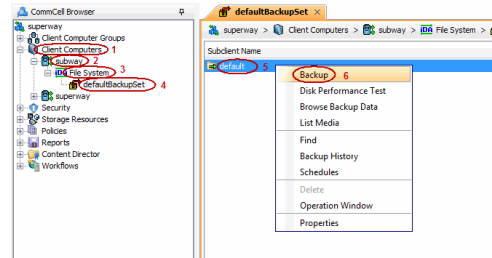 CommCell Browser
superway
Client Computer Groups
Client Computers 1
subway 2
iDA File System 3
defaultBackupSet 4
superway
Security
Storage Resources
Policies
Reports
Content Director
Workflows
defaultBackupSet ×
superway > Client Computers > subway > iDA File System >
Subclient Name
default 5
Backup 6
Disk Performance Test
Browse Backup Data
List Media
Find
Backup History
Schedules
Delete
Operation Window
Properties